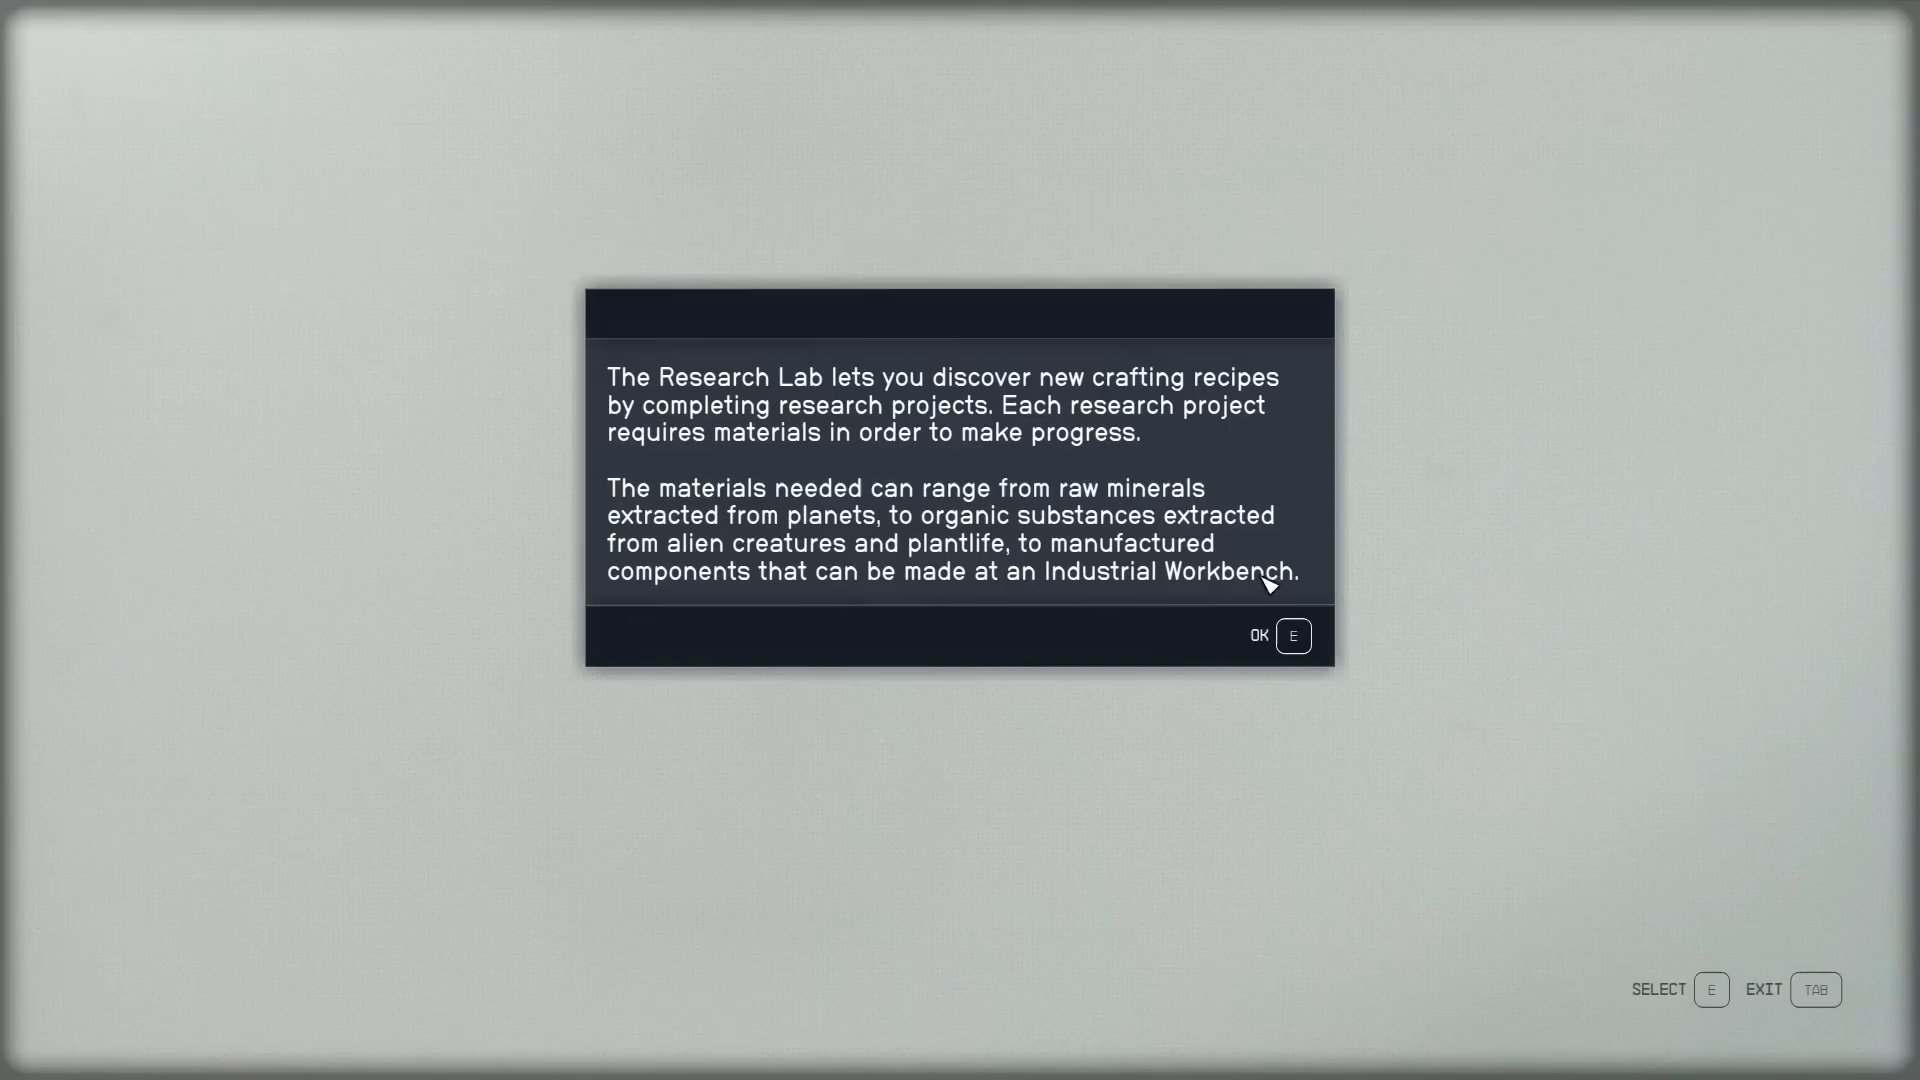 The Research Lab lets you discover new crafting recipes
by completing research projects. Each research project
requires materials in order to make progress.
The materials needed can range from raw minerals
extracted from planets, to organic substances extracted
from alien creatures and plantlife, to manufactured
components that can be made at an Industrial Workbench.
OK E
SELECT E EXIT TAB